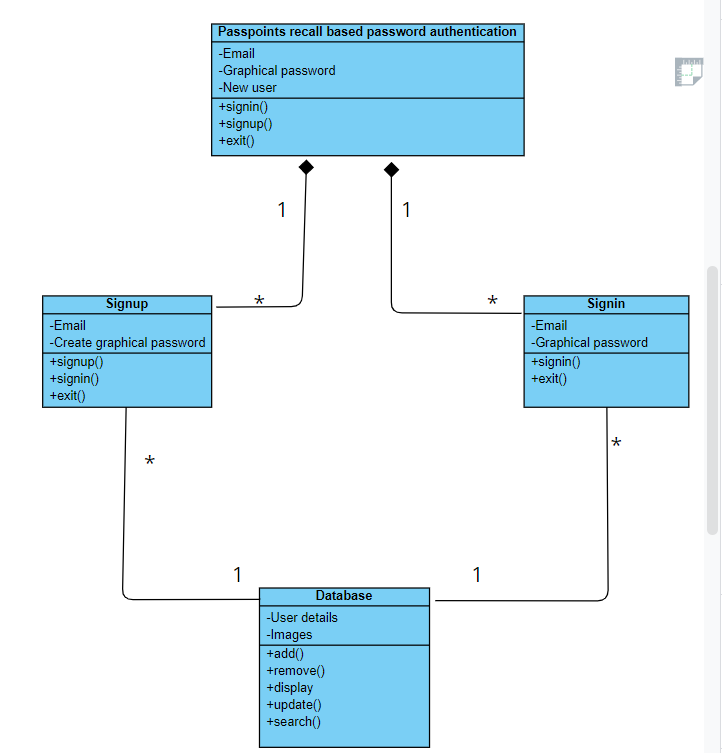 Passpoints recall based password authentication
-Email
-Graphical password
-New user
+signin()
+signup()
+exit()
1
1
*
*
Signup
-Email
-Create graphical password
+signup()
+signin()
+exit()
Signin
-Email
-Graphical password
+signin()
+exit()
*
*
1
1
Database
-User details
-Images
+add()
+remove()
+display
+update()
+search()